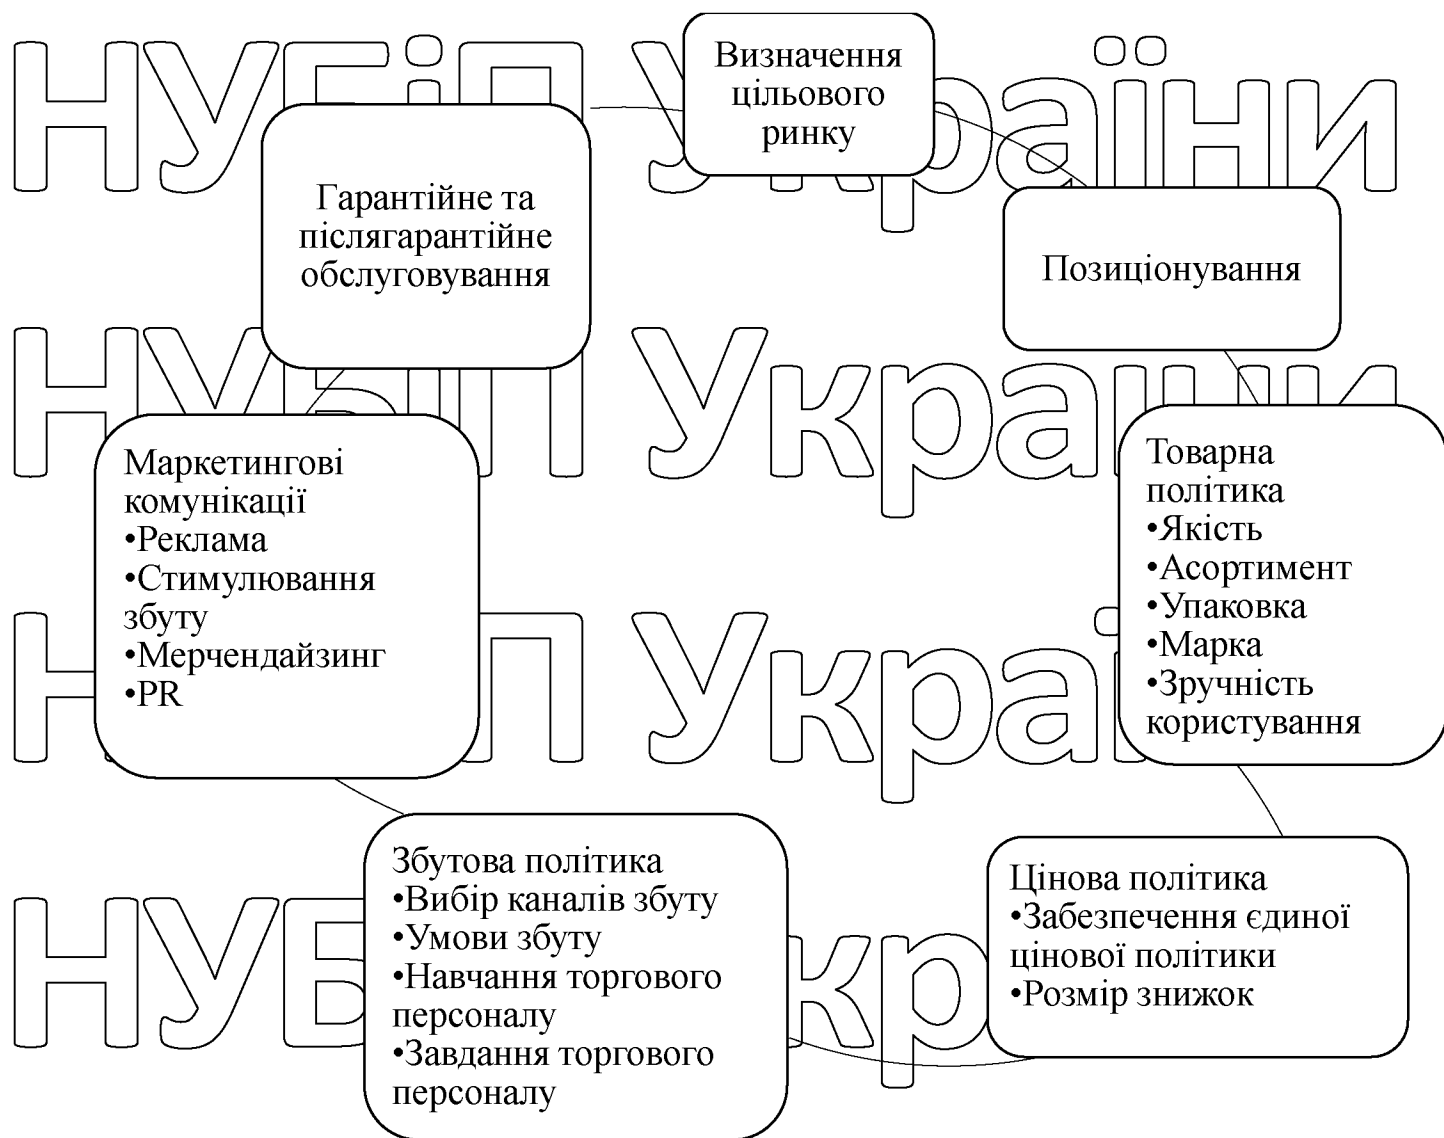 НУБіП України
Визначення
цільового
ринку
Гарантійне та
післягарантійне
обслуговування
Позиціонування
НУБіП України
Маркетингові
комунікації
•Реклама
•Стимулювання
збуту
•Мерчендайзинг
•PR
Товарна
політика
•Якість
•Асортимент
•Упаковка
•Марка
•Зручність
користування
НУБіП України
Збутова політика
•Вибір каналів збуту
•Умови збуту
•Навчання торгового
персоналу
•Завдання торгового
персоналу
Цінова політика
•Забезпечення єдиної
цінової політики
•Розмір знижок
НУБіП України